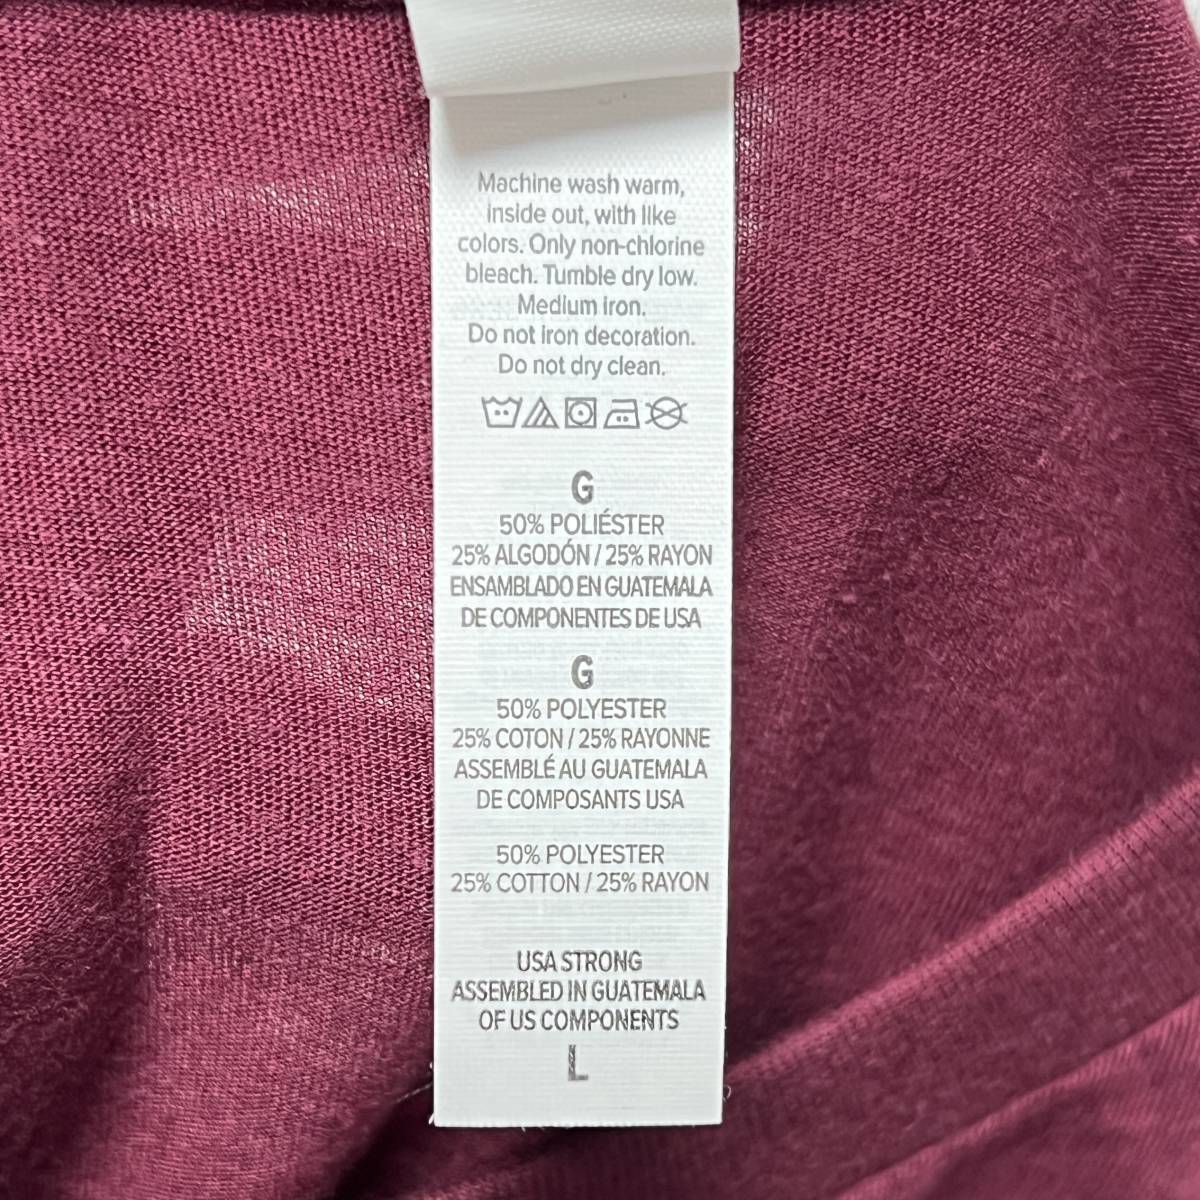 Machine wash warm,
inside out, with like
colors. Only non-chlorine
bleach. Tumble dry low.
Medium iron.
Do not iron decoration.
Do not dry clean.
G
50% POLIÉSTER
25% ALGODÓN / 25% RAYON
ENSAMBLADO EN GUATEMALA
DE COMPONENTES DE USA
G
50% POLYESTER
25% COTON / 25% RAYONNE
ASSEMBLÉ AU GUATEMALA
DE COMPOSANTS USA
50% POLYESTER
25% COTTON / 25% RAYON
USA STRONG
ASSEMBLED IN GUATEMALA
OF US COMPONENTS
L